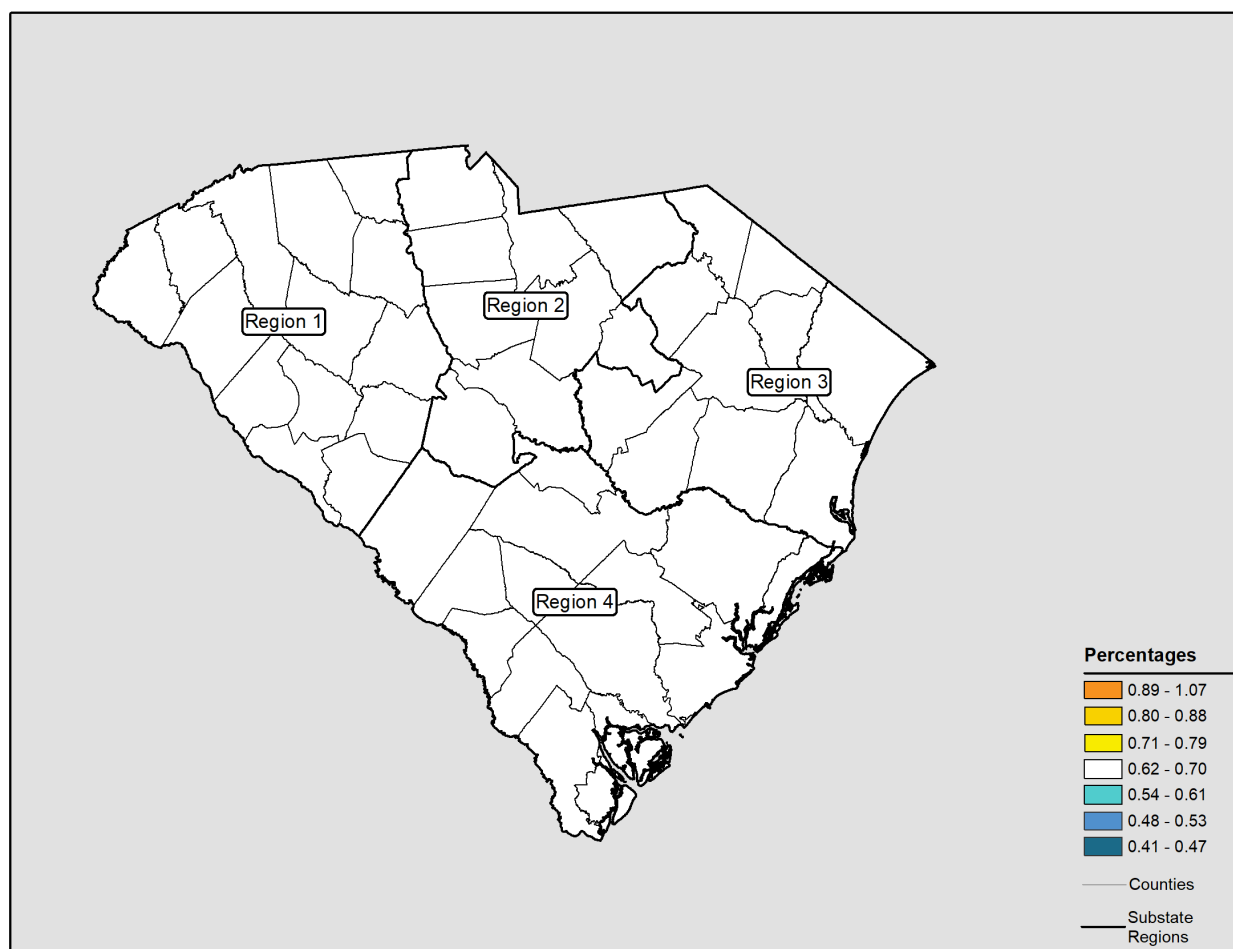 Region 1
Region 2
Region 3
Region 4
Percentages
0.89 - 1.07
0.80 - 0.88
0.71 - 0.79
0.62 - 0.70
0.54 - 0.61
0.48 - 0.53
0.41 - 0.47
Counties
Substate
Regions